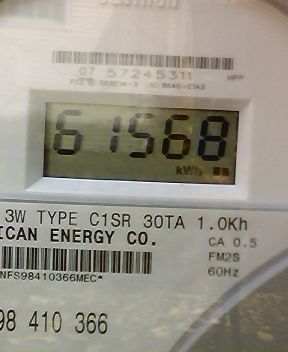 07 57245311
61568
kWh
3W TYPE C1SR 30TA 1.0Kh
ICAN ENERGY CO.
CA 0.5
FM2S
NFS98410366MEC*
60Hz
98 410 366